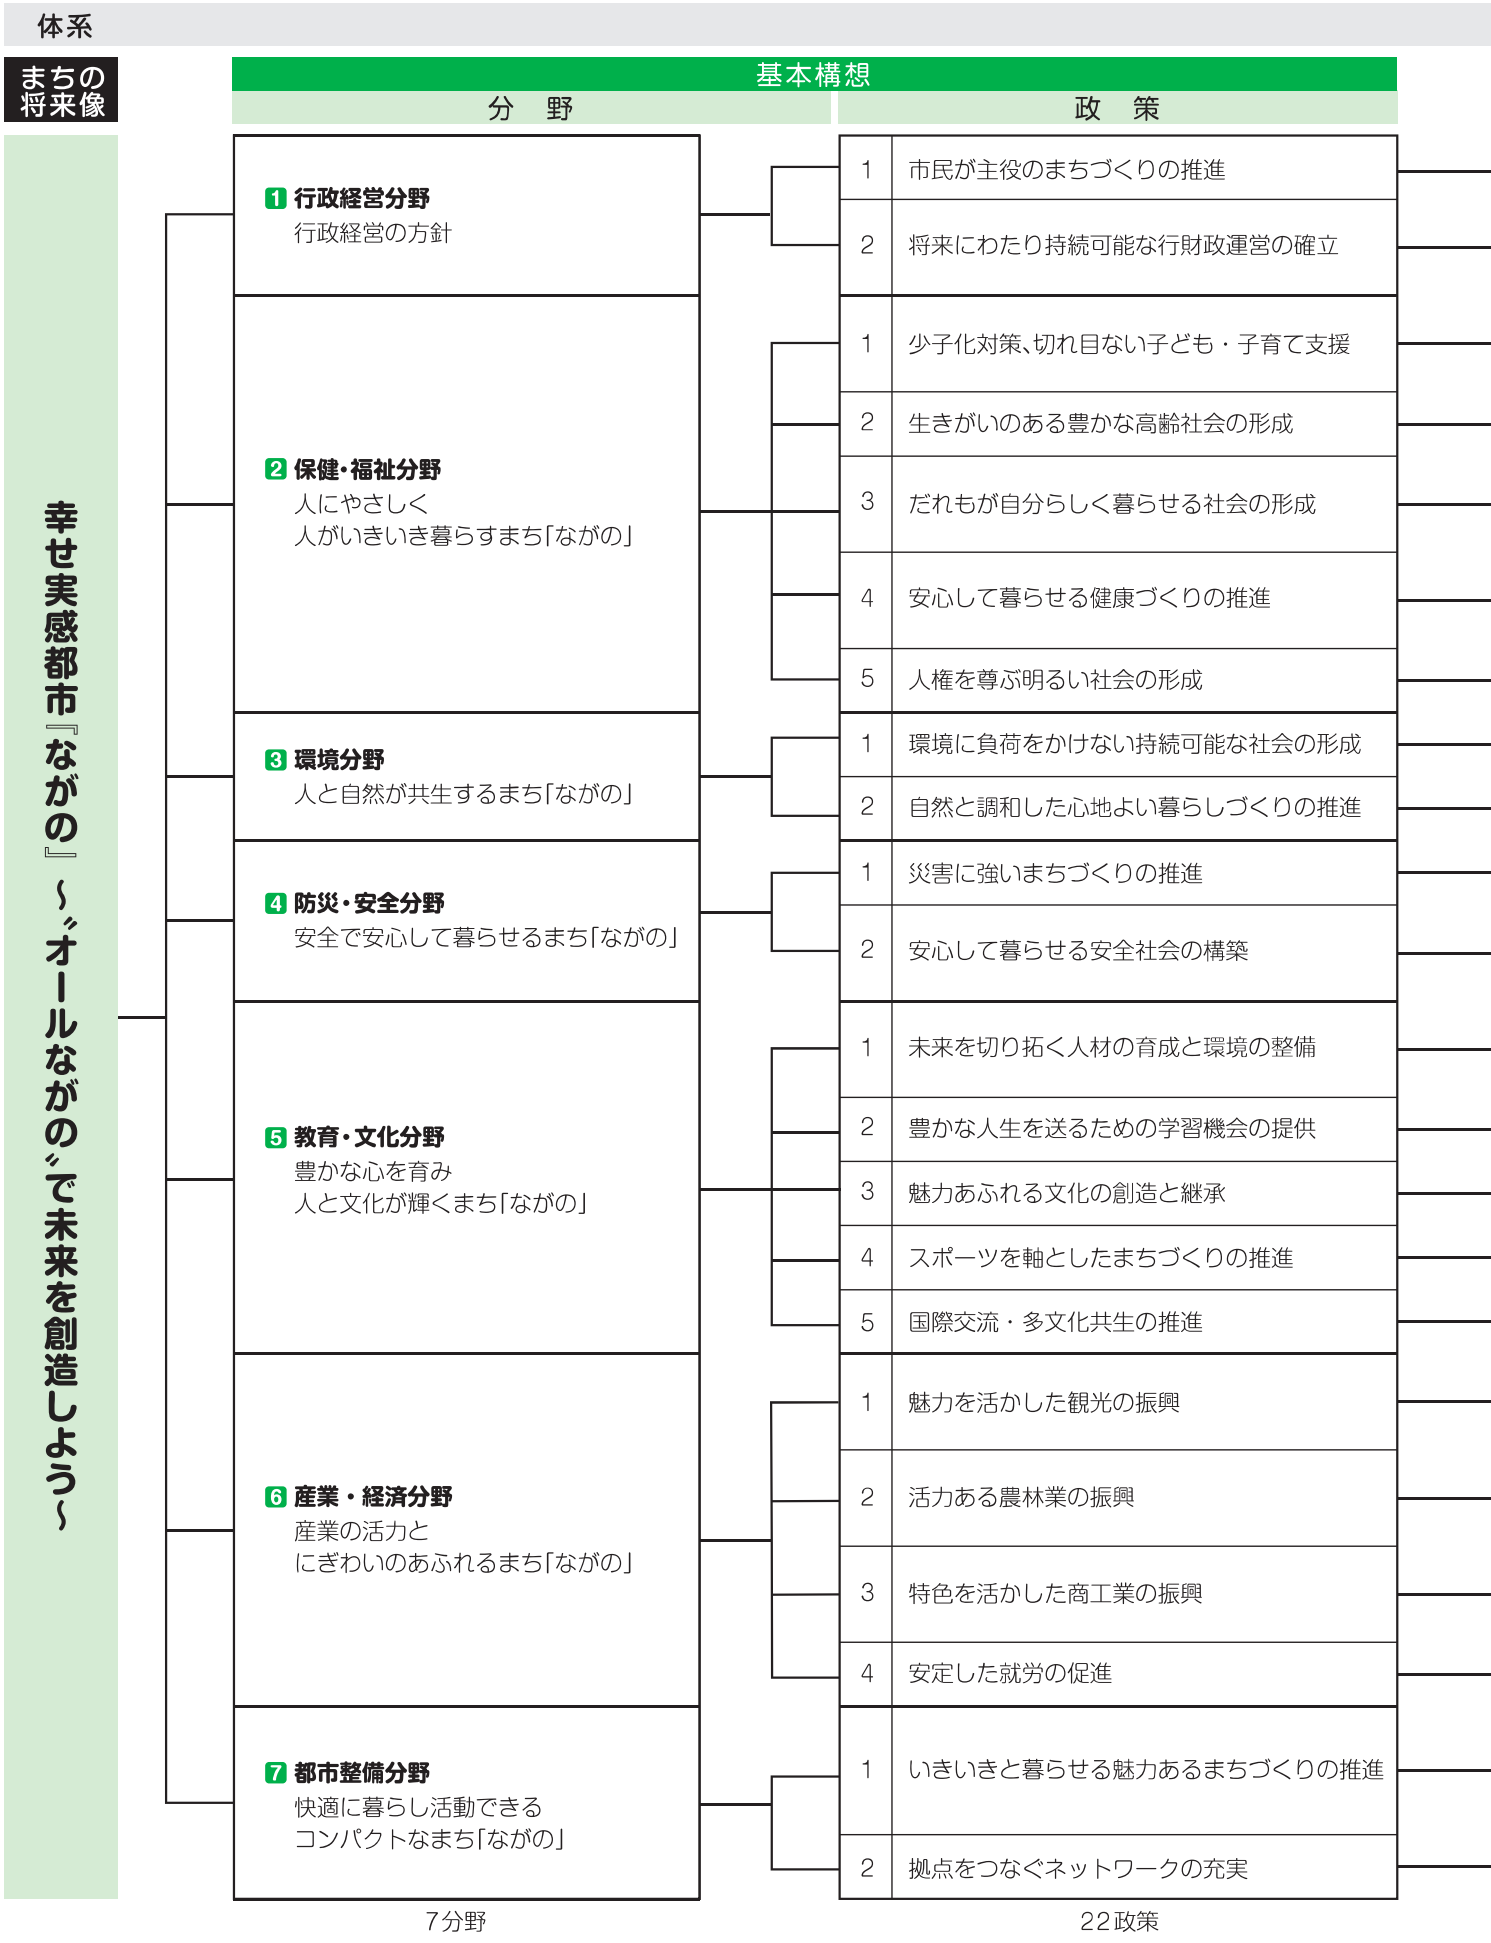 体系
まちの
将来像
基本構想
分　野
政　策
幸せ実感都市『ながの』～〝オールながの〟で未来を創造しよう～
1 行政経営分野
行政経営の方針
1 市民が主役のまちづくりの推進
2 将来にわたり持続可能な行財政運営の確立
2 保健・福祉分野
人にやさしく
人がいきいき暮らすまち「ながの」
1 少子化対策、切れ目ない子ども・子育て支援
2 生きがいのある豊かな高齢社会の形成
3 だれもが自分らしく暮らせる社会の形成
4 安心して暮らせる健康づくりの推進
5 人権を尊ぶ明るい社会の形成
3 環境分野
人と自然が共生するまち「ながの」
1 環境に負荷をかけない持続可能な社会の形成
2 自然と調和した心地よい暮らしづくりの推進
4 防災・安全分野
安全で安心して暮らせるまち「ながの」
1 災害に強いまちづくりの推進
2 安心して暮らせる安全社会の構築
5 教育・文化分野
豊かな心を育み
人と文化が輝くまち「ながの」
1 未来を切り拓く人材の育成と環境の整備
2 豊かな人生を送るための学習機会の提供
3 魅力あふれる文化の創造と継承
4 スポーツを軸としたまちづくりの推進
5 国際交流・多文化共生の推進
6 産業・経済分野
産業の活力と
にぎわいのあふれるまち「ながの」
1 魅力を活かした観光の振興
2 活力ある農林業の振興
3 特色を活かした商工業の振興
4 安定した就労の促進
7 都市整備分野
快適に暮らし活動できる
コンパクトなまち「ながの」
1 いきいきと暮らせる魅力あるまちづくりの推進
2 拠点をつなぐネットワークの充実
7分野
22政策